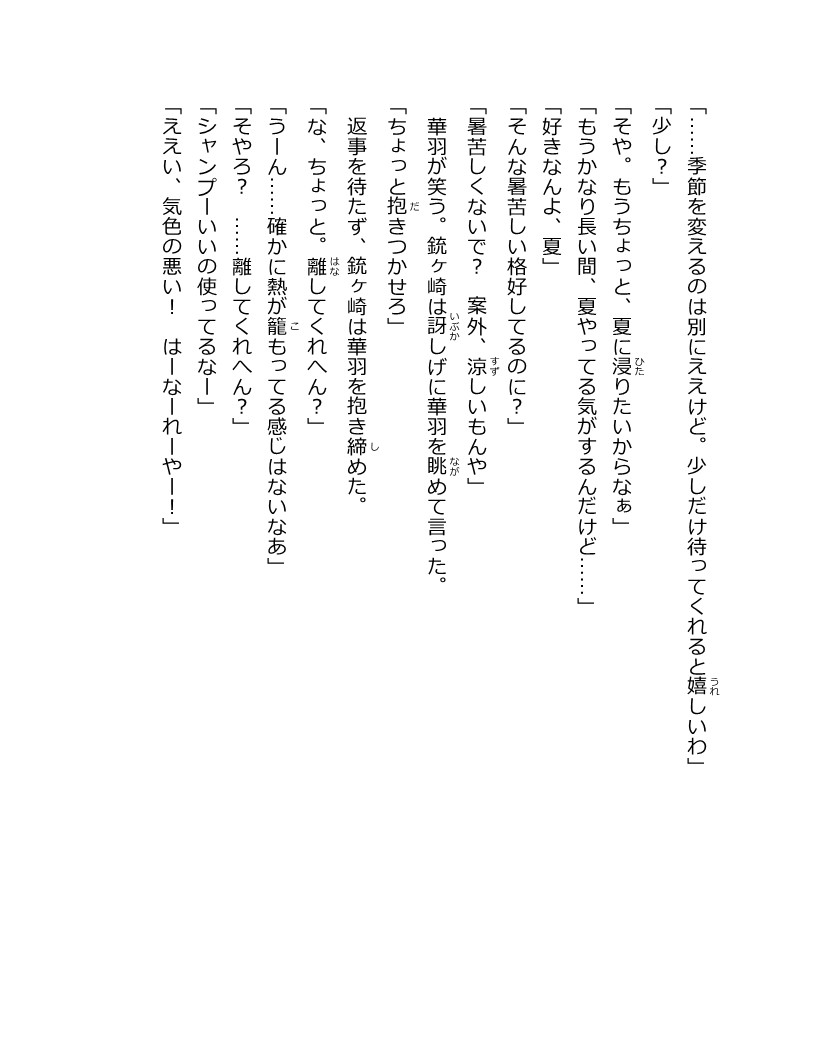 「……季節を変えるのは別にええけど。少しだけ待ってくれると嬉しいわ」
「少し？」
「そや。もうちょっと、夏に浸りたいからなぁ」
「もうかなり長い間、夏やってる気がするんだけど……」
「好きなんよ、夏」
「そんな暑苦しい格好してるのに？」
「暑苦しくないで？　案外、涼しいもんや」
　華羽が笑う。銃ヶ崎は訝しげに華羽を眺めて言った。
「ちょっと抱きつかせろ」
　返事を待たず、銃ヶ崎は華羽を抱き締めた。
「な、ちょっと。離してくれへん？」
「うーん……確かに熱が籠もってる感じはないなあ」
「そやろ？　……離してくれへん？」
「シャンプーいいの使ってるなー」
「ええい、気色の悪い！　はーなーれーやー！」